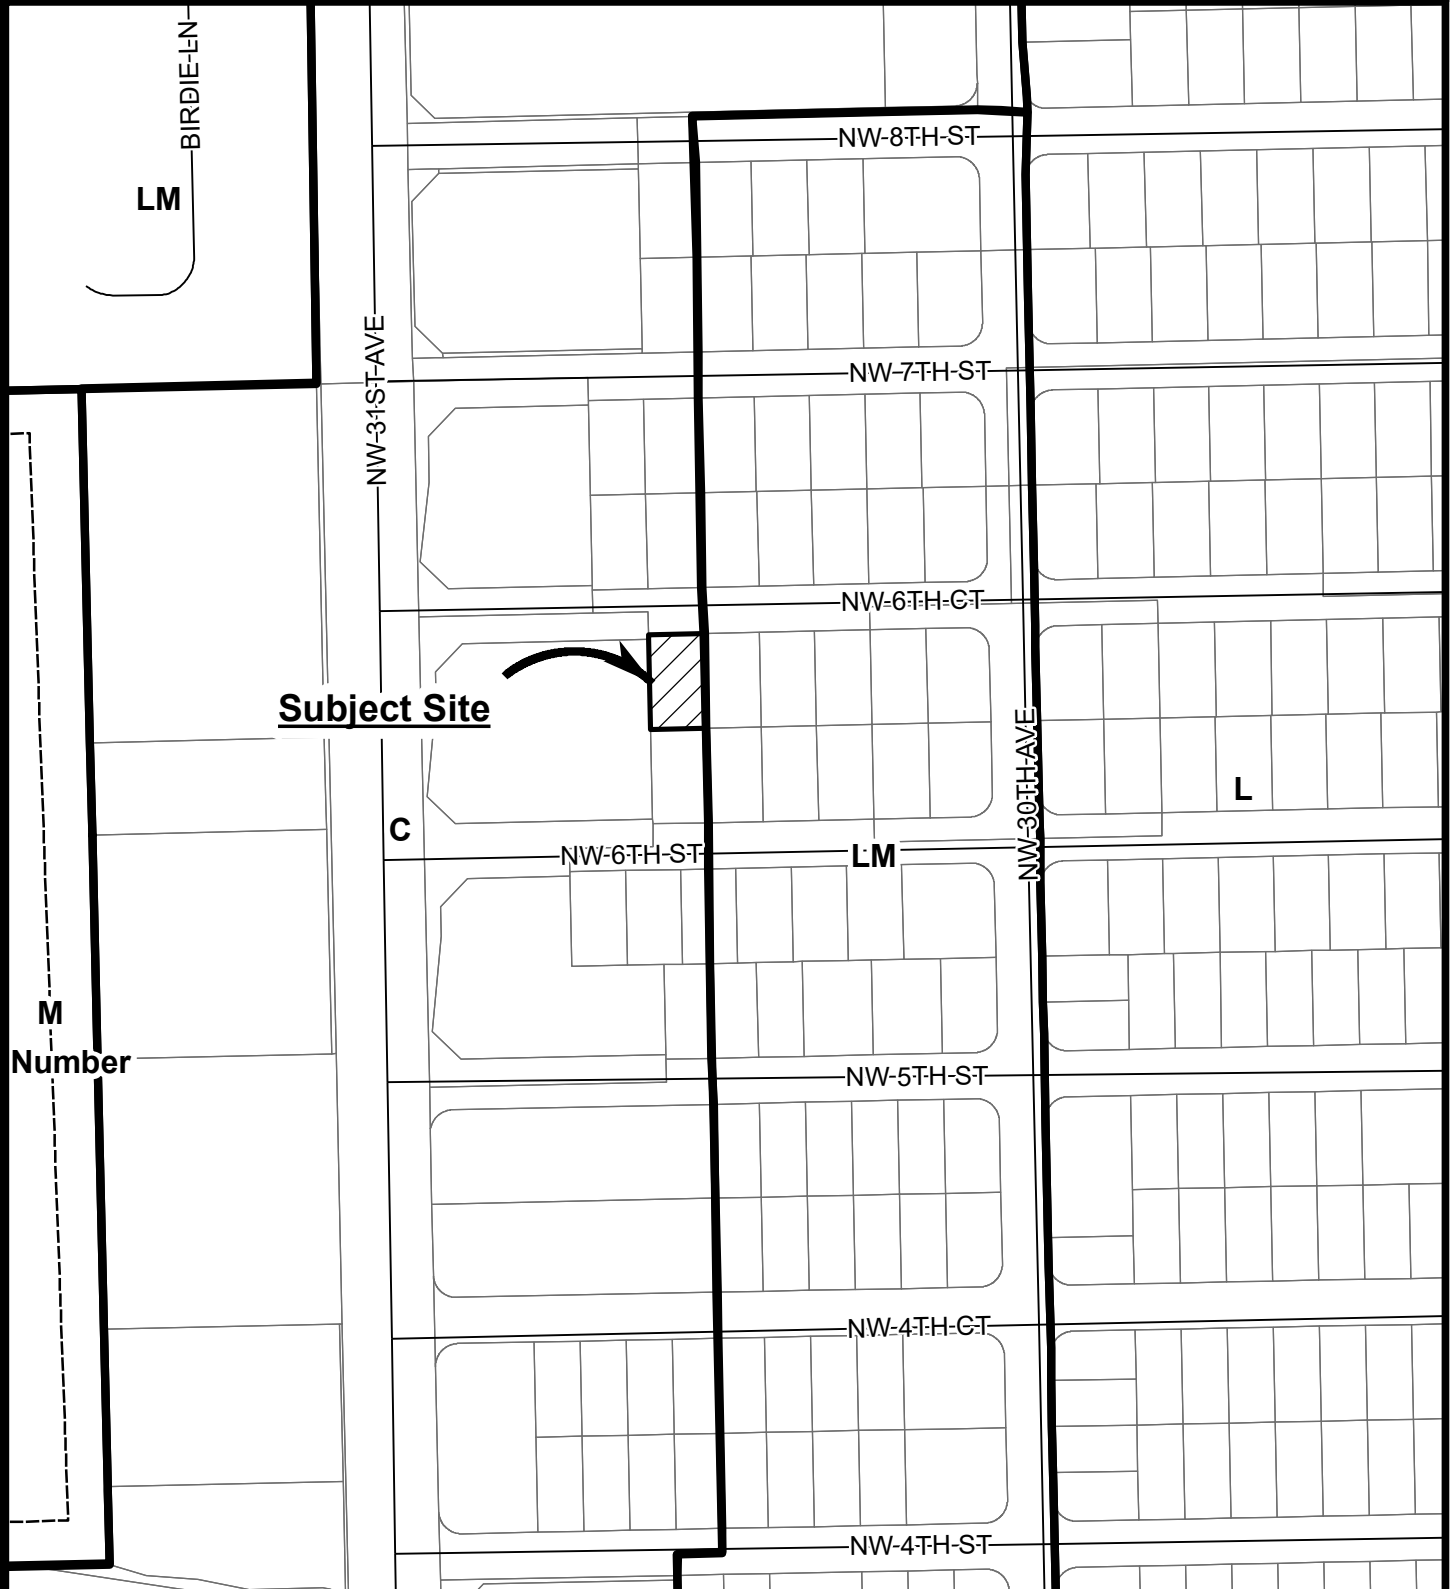 BIRDIE LN
NW 8TH ST
LM
NW 31ST AVE
NW 7TH ST
NW 6TH CT
Subject Site
NW 30TH AVE
L
C
NW 6TH ST
LM
M
Number
NW 5TH ST
NW 4TH CT
NW 4TH ST